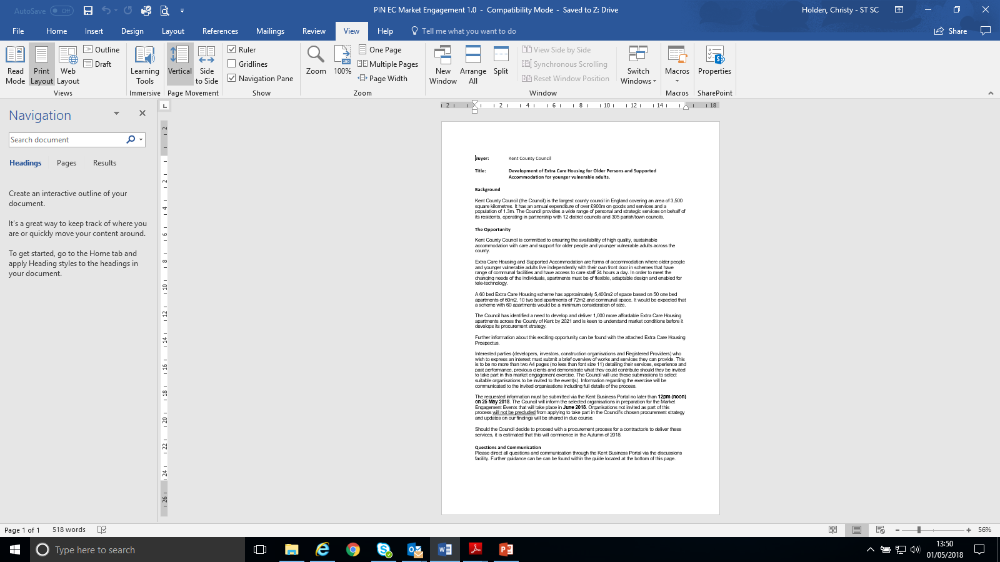 AutoSave Off PIN EC Market Engagement 1.0 - Compatibility Mode - Saved to Z: Drive Holden, Christy - ST SC
File Home Insert Design Layout References Mailings Review View Help Tell me what you want to do Share
Read Mode
Print Layout
Web Layout
Outline
Draft
Views
Learning Tools
Immersive
Vertical
Side to Side
Page Movement
Ruler
Gridlines
Navigation Pane
Show
Zoom
100%
One Page
Multiple Pages
Page Width
Zoom
New Window
Arrange All
Split
View Side by Side
Synchronous Scrolling
Reset Window Position
Window
Switch Windows
Macros
Macros
Properties
SharePoint
Navigation
Search document
Headings Pages Results
Create an interactive outline of your
document.
It's a great way to keep track of where you
are or quickly move your content around.
To get started, go to the Home tab and
apply Heading styles to the headings in
your document.
2 2 4 6 8 10 12 14 18
2
2
4
6
8
10
12
14
16
18
20
22
24
26
Buyer: Kent County Council
Title: Development of Extra Care Housing for Older Persons and Supported
Accommodation for younger vulnerable adults.
Background
Kent County Council (the Council) is the largest county council in England covering an area of 3,500
square kilometres. It has an annual expenditure of over £900m on goods and services and a
population of 1.3m. The Council provides a wide range of personal and strategic services on behalf of
its residents, operating in partnership with 12 district councils and 305 parish/town councils.
The Opportunity
Kent County Council is committed to ensuring the availability of high quality, sustainable
accommodation with care and support for older people and younger vulnerable adults across the
county.
Extra Care Housing and Supported Accommodation are forms of accommodation where older people
and younger vulnerable adults live independently with their own front door in schemes that have
range of communal facilities and have access to care staff 24 hours a day. In order to meet the
changing needs of the individuals, apartments must be of flexible, adaptable design and enabled for
tele-technology.
A 60 bed Extra Care Housing scheme has approximately 5,400m2 of space based on 50 one bed
apartments of 60m2, 10 two bed apartments of 72m2 and communal space. It would be expected that
a scheme with 60 apartments would be a minimum consideration of size.
The Council has identified a need to develop and deliver 1,000 more affordable Extra Care Housing
apartments across the County of Kent by 2021 and is keen to understand market conditions before it
develops its procurement strategy.
Further information about this exciting opportunity can be found with the attached Extra Care Housing
Prospectus.
Interested parties (developers, investors, construction organisations and Registered Providers) who
wish to express an interest must submit a brief overview of works and services they can provide. This
is to be no more than two A4 pages (no less than font size 11) detailing their services, experience and
past performance, previous clients and demonstrate what they could contribute should they be invited
to take part in this market engagement exercise. The Council will use these submissions to select
suitable organisations to be invited to the event(s). Information regarding the exercise will be
communicated to the invited organisations including full details of the process.
The requested information must be submitted via the Kent Business Portal no later than 12pm (noon)
on 25 May 2018. The Council will inform the selected organisations in preparation for the Market
Engagement Events that will take place in June 2018. Organisations not invited as part of this
process will not be precluded from applying to take part in the Council's chosen procurement strategy
and updates on our findings will be shared in due course.
Should the Council decide to proceed with a procurement process for a contractor/s to deliver these
services, it is estimated that this will commence in the Autumn of 2018.
Questions and Communication
Please direct all questions and communication through the Kent Business Portal via the discussions
facility. Further guidance can be can be found within the guide located at the bottom of this page.
Page 1 of 1 518 words 56%
Type here to search
13:50
01/05/2018